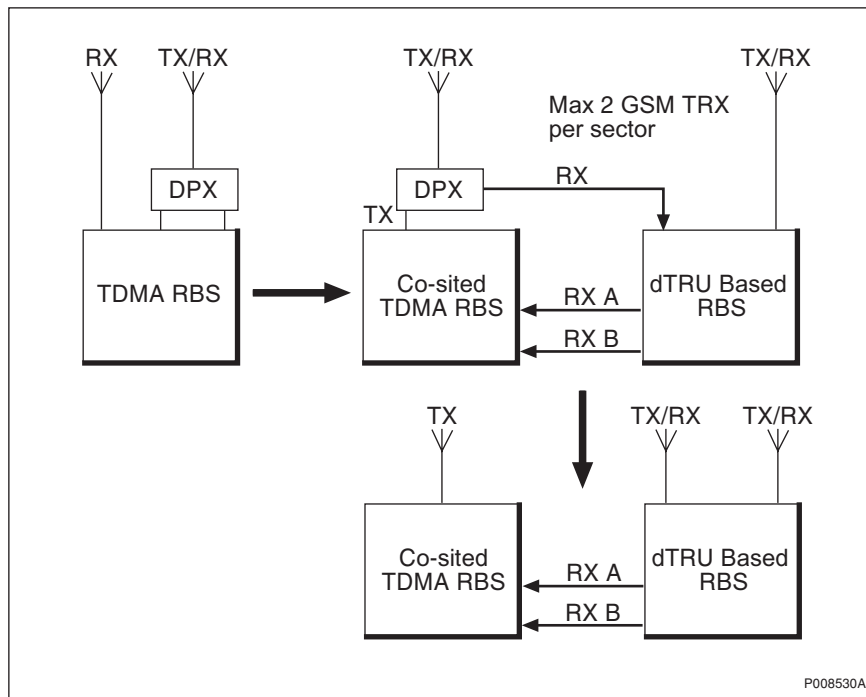 RX
TX/RX
DPX
TDMA RBS
TX/RX
Max 2 GSM TRX
per sector
TX/RX
DPX
RX
TX
Co-sited
TDMA RBS
RX A
RX B
dTRU Based
RBS
TX
TX/RX
TX/RX
Co-sited
TDMA RBS
RX A
RX B
dTRU Based
RBS
P008530A